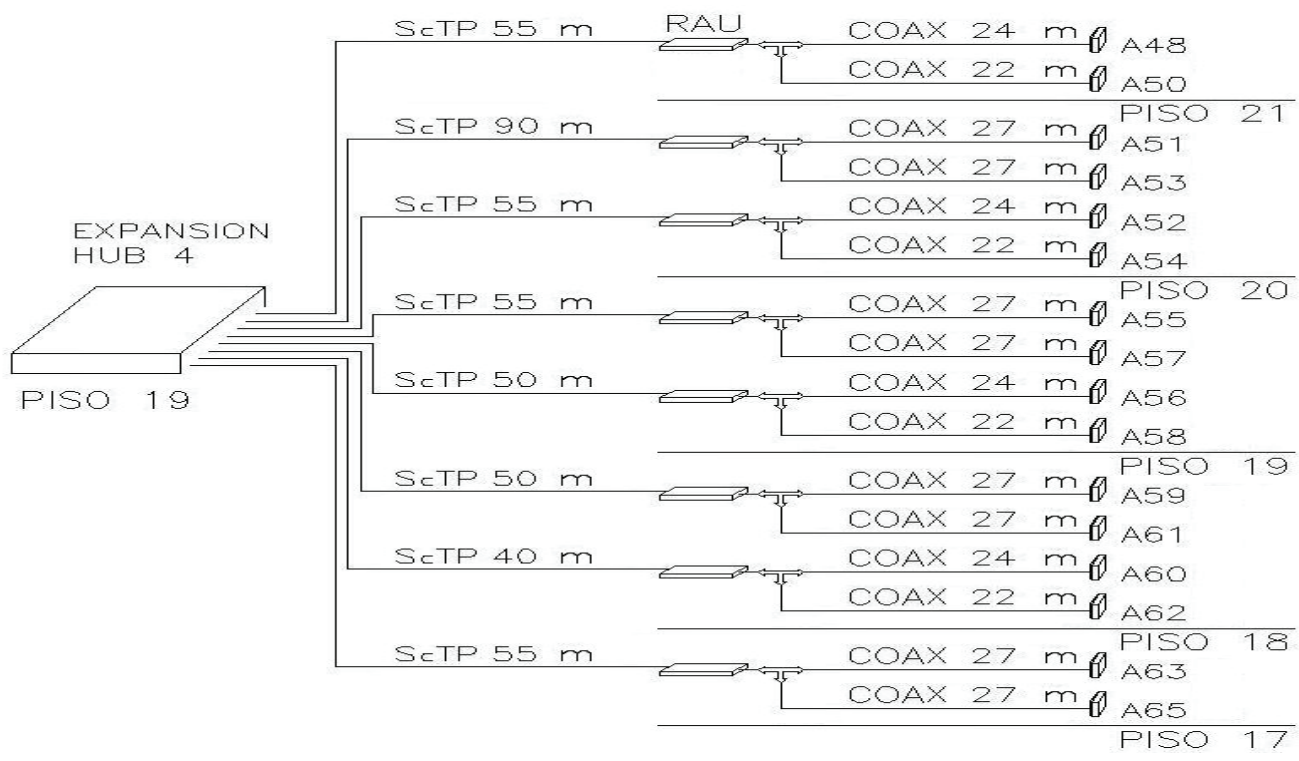 ScTP 55 m
RAU
COAX 24 m
A48
COAX 22 m
A50
PISO 21
ScTP 90 m
COAX 27 m
A51
COAX 27 m
A53
ScTP 55 m
COAX 24 m
A52
COAX 22 m
A54
PISO 20
EXPANSION
HUB 4
PISO 19
ScTP 55 m
COAX 27 m
A55
COAX 27 m
A57
ScTP 50 m
COAX 24 m
A56
COAX 22 m
A58
PISO 19
ScTP 50 m
COAX 27 m
A59
COAX 27 m
A61
ScTP 40 m
COAX 24 m
A60
COAX 22 m
A62
PISO 18
ScTP 55 m
COAX 27 m
A63
COAX 27 m
A65
PISO 17